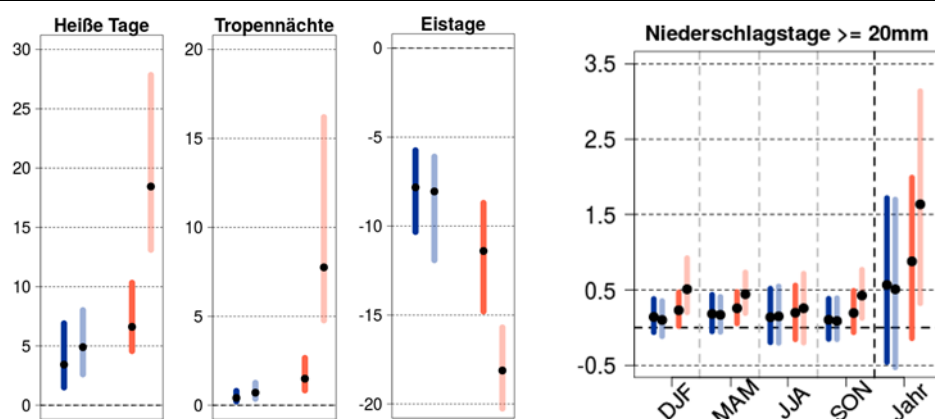 Heiße Tage
30
25
20
15
10
5
0
Tropennächte
20
15
10
5
0
Eistage
0
-5
-10
-15
-20
Niederschlagstage >= 20mm
3.5
2.5
1.5
0.5
-0.5
DJF
MAM
JJA
SON
Jahr